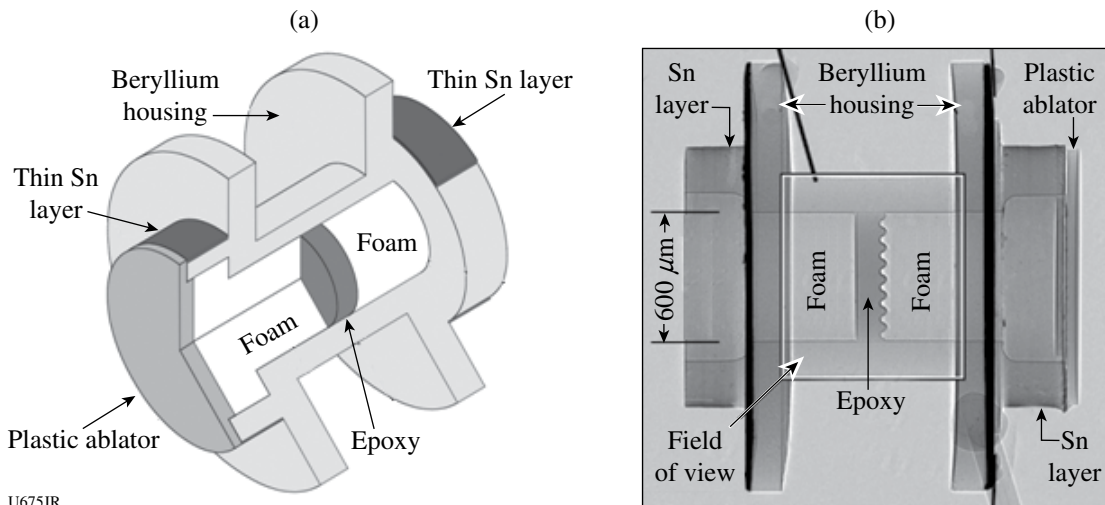 (a)
Beryllium
housing
Thin Sn layer
Thin Sn
layer
Foam
Foam
Plastic ablator
Epoxy
U675JR
(b)
Sn
layer
Beryllium
housing
Plastic
ablator
600 μm
Foam
Foam
Epoxy
Field
of view
Sn
layer